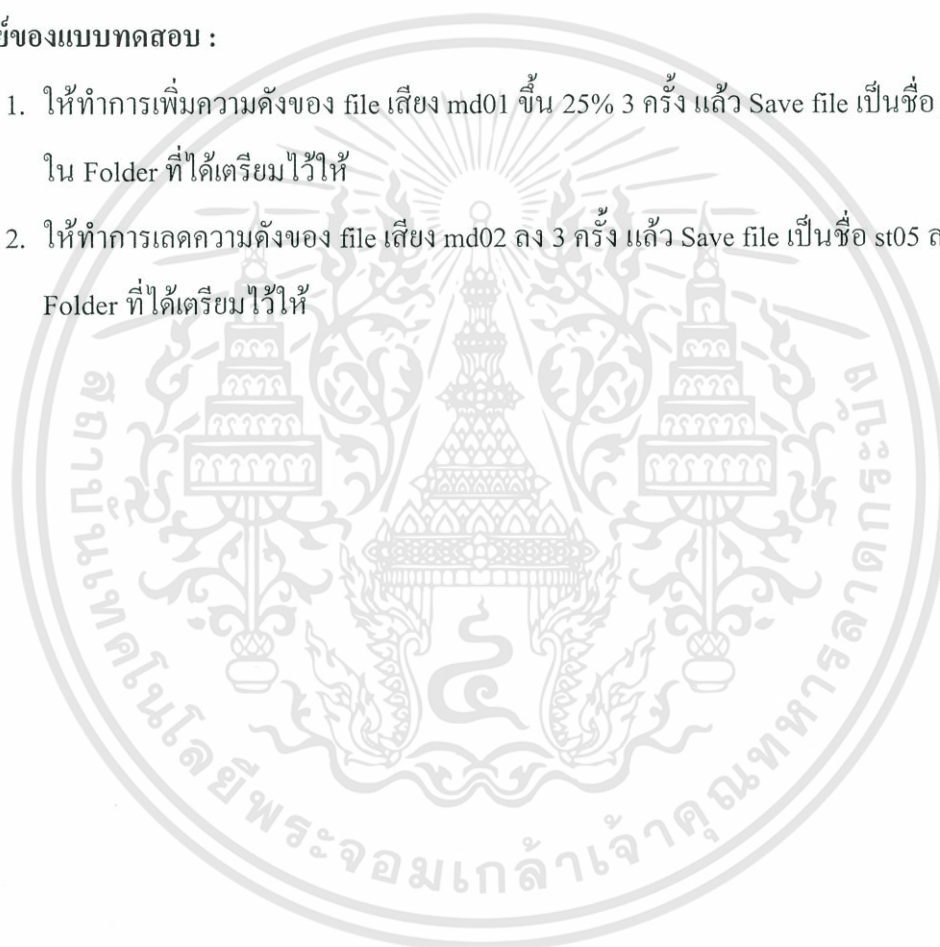 ย์ของแบบทดสอบ :
1. ให้ทำการเพิ่มความดังของ file เสียง md01 ขึ้น 25% 3 ครั้ง แล้ว Save file เป็นชื่อ
ใน Folder ที่ได้เตรียมไว้ให้
2. ให้ทำการเลดความดังของ file เสียง md02 ลง 3 ครั้ง แล้ว Save file เป็นชื่อ st05 ล
Folder ที่ได้เตรียมไว้ให้
สถาบันเทคโนโลยีพระจอมเกล้าเจ้าคุณทหารลาดกระบัง